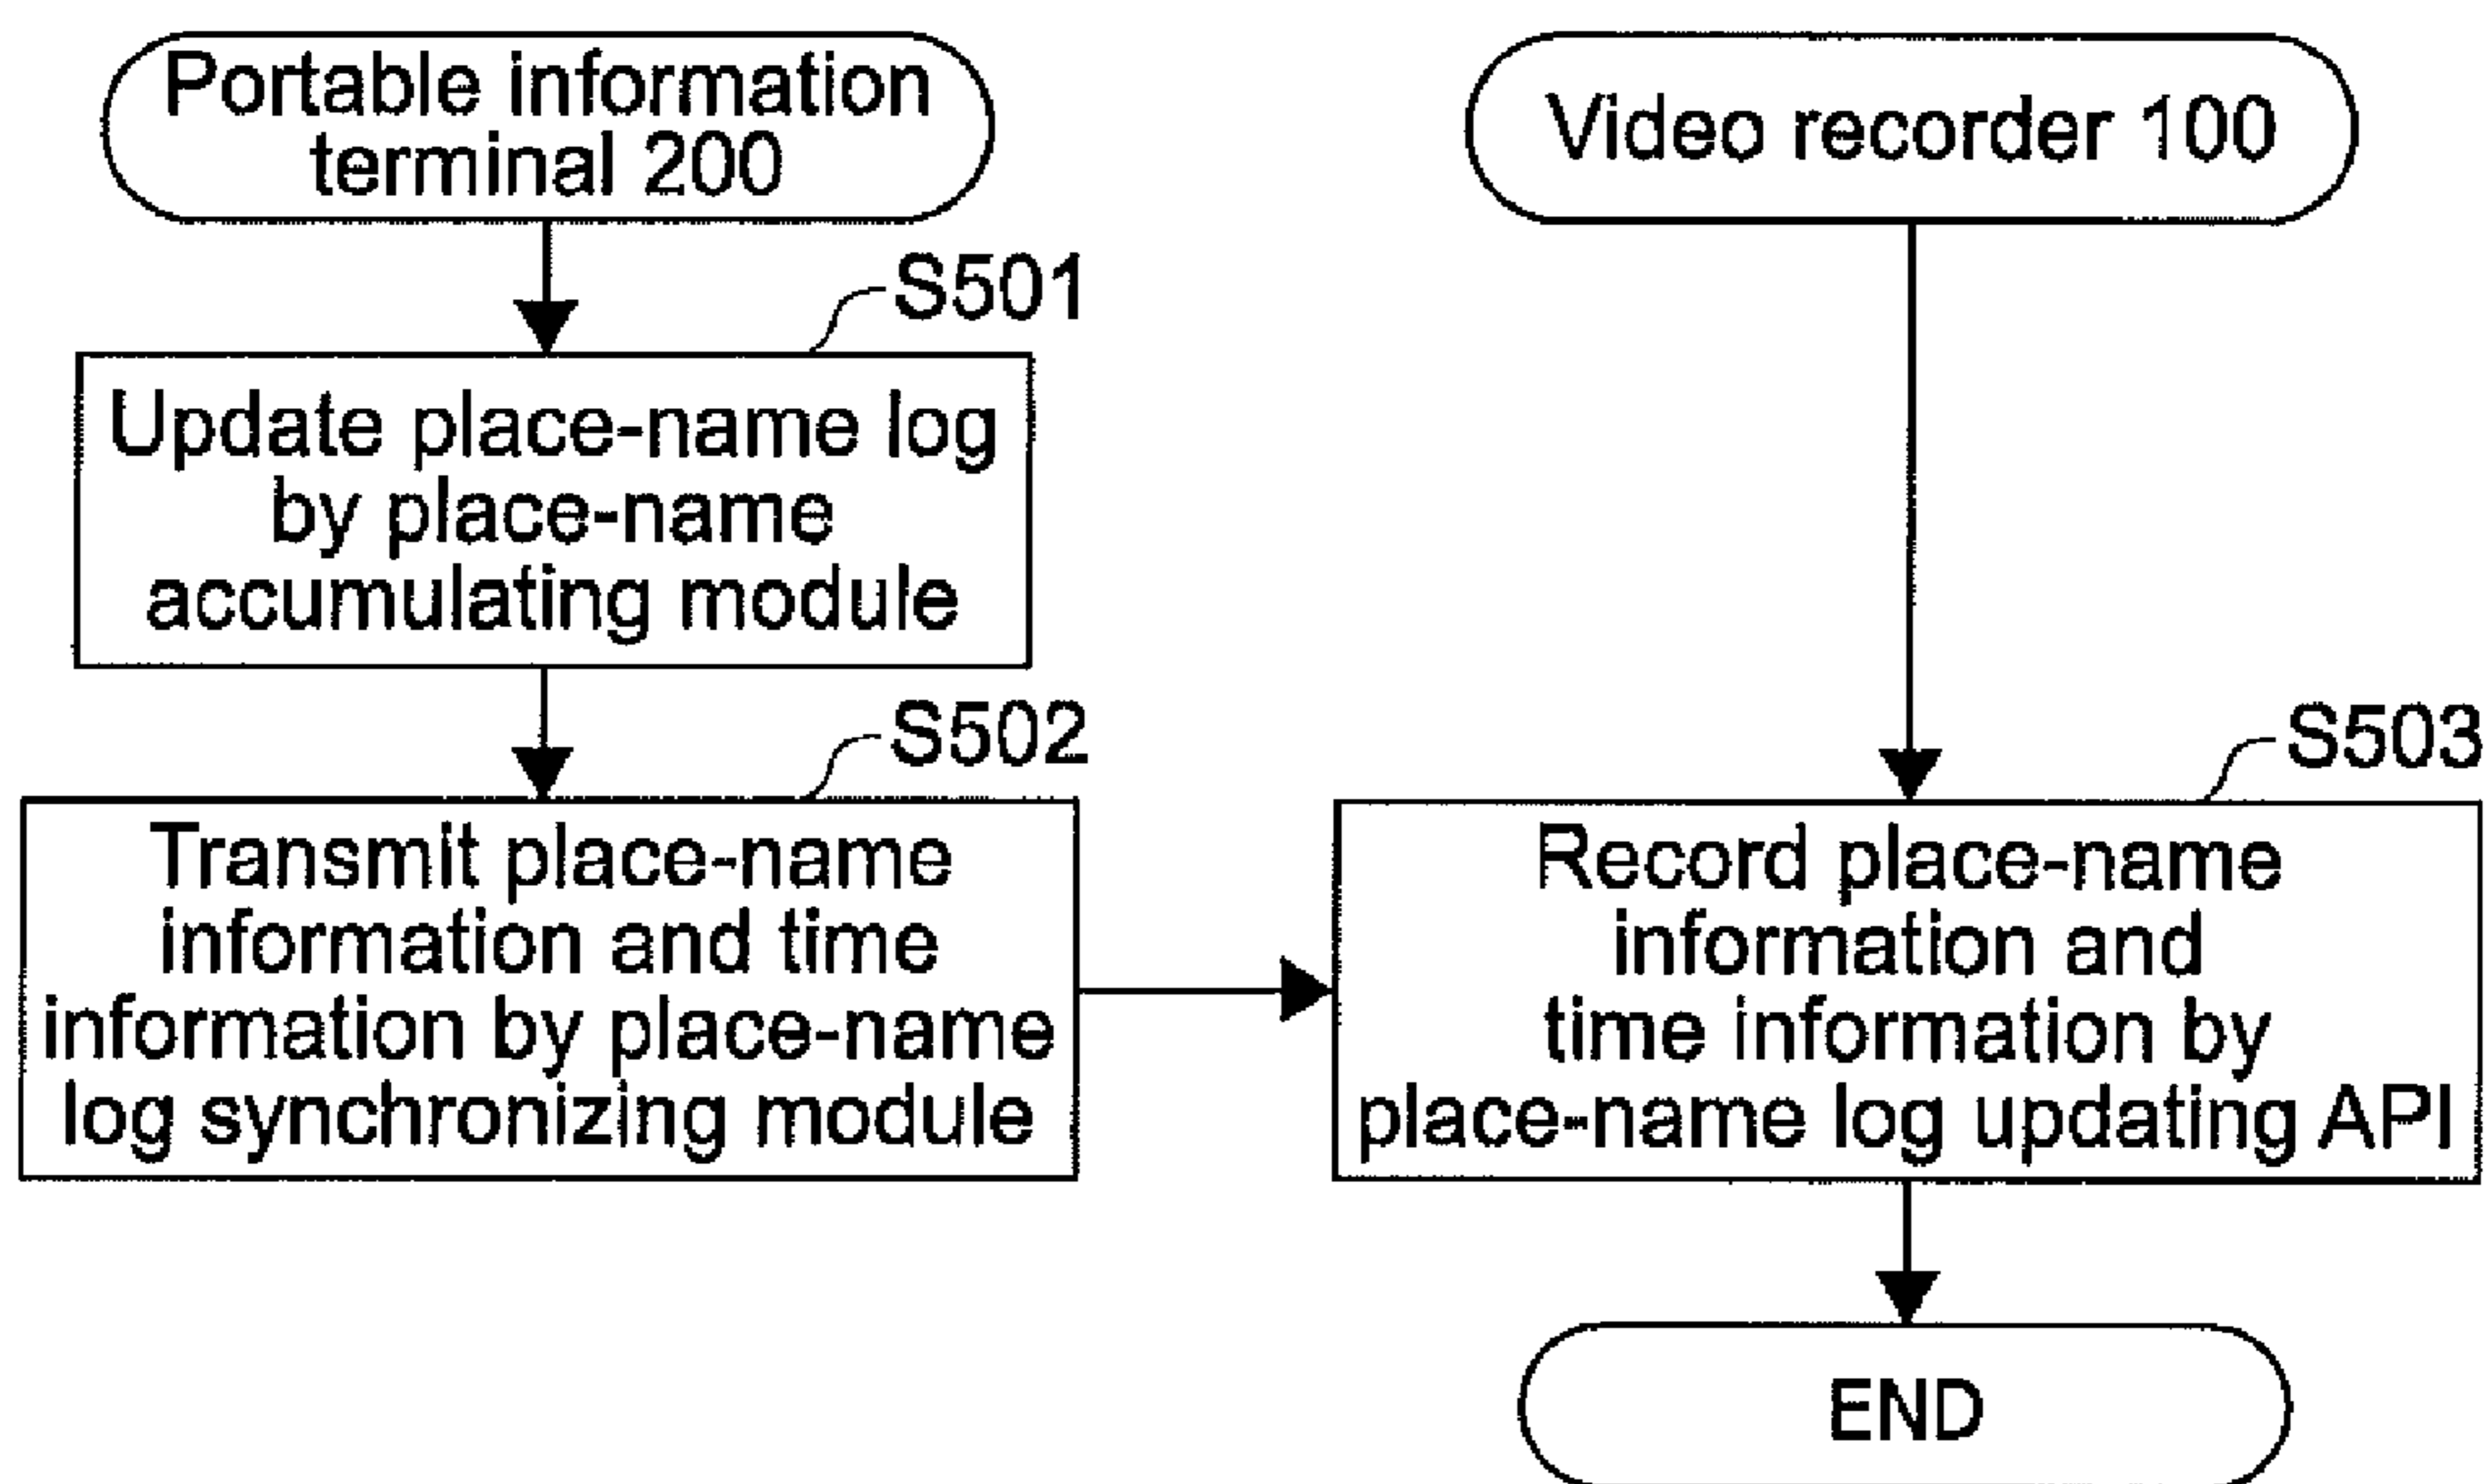 Portable information
terminal 200
Video recorder 100
S501
Update place-name log
by place-name
accumulating module
S502
Transmit place-name
information and time
information by place-name
log synchronizing module
S503
Record place-name
information and
time information by
place-name log updating API
END